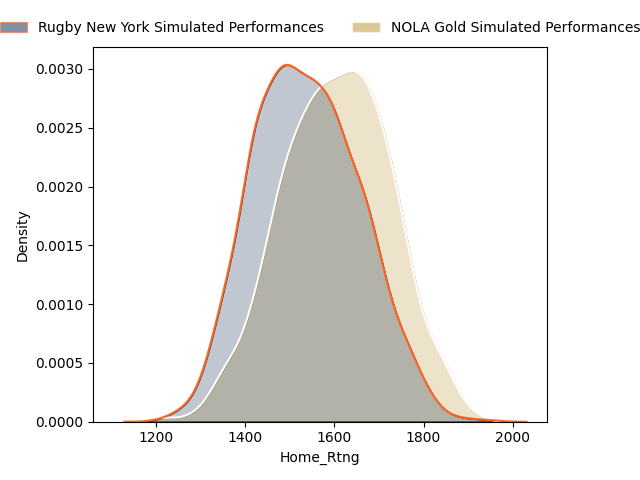 Rugby New York Simulated Performances NOLA Gold Simulated Performances
0.0030
0.0025
0.0020
0.0015
0.0010
0.0005
0.0000
Density
1200 1400 1600 1800 2000
Home_Rtng